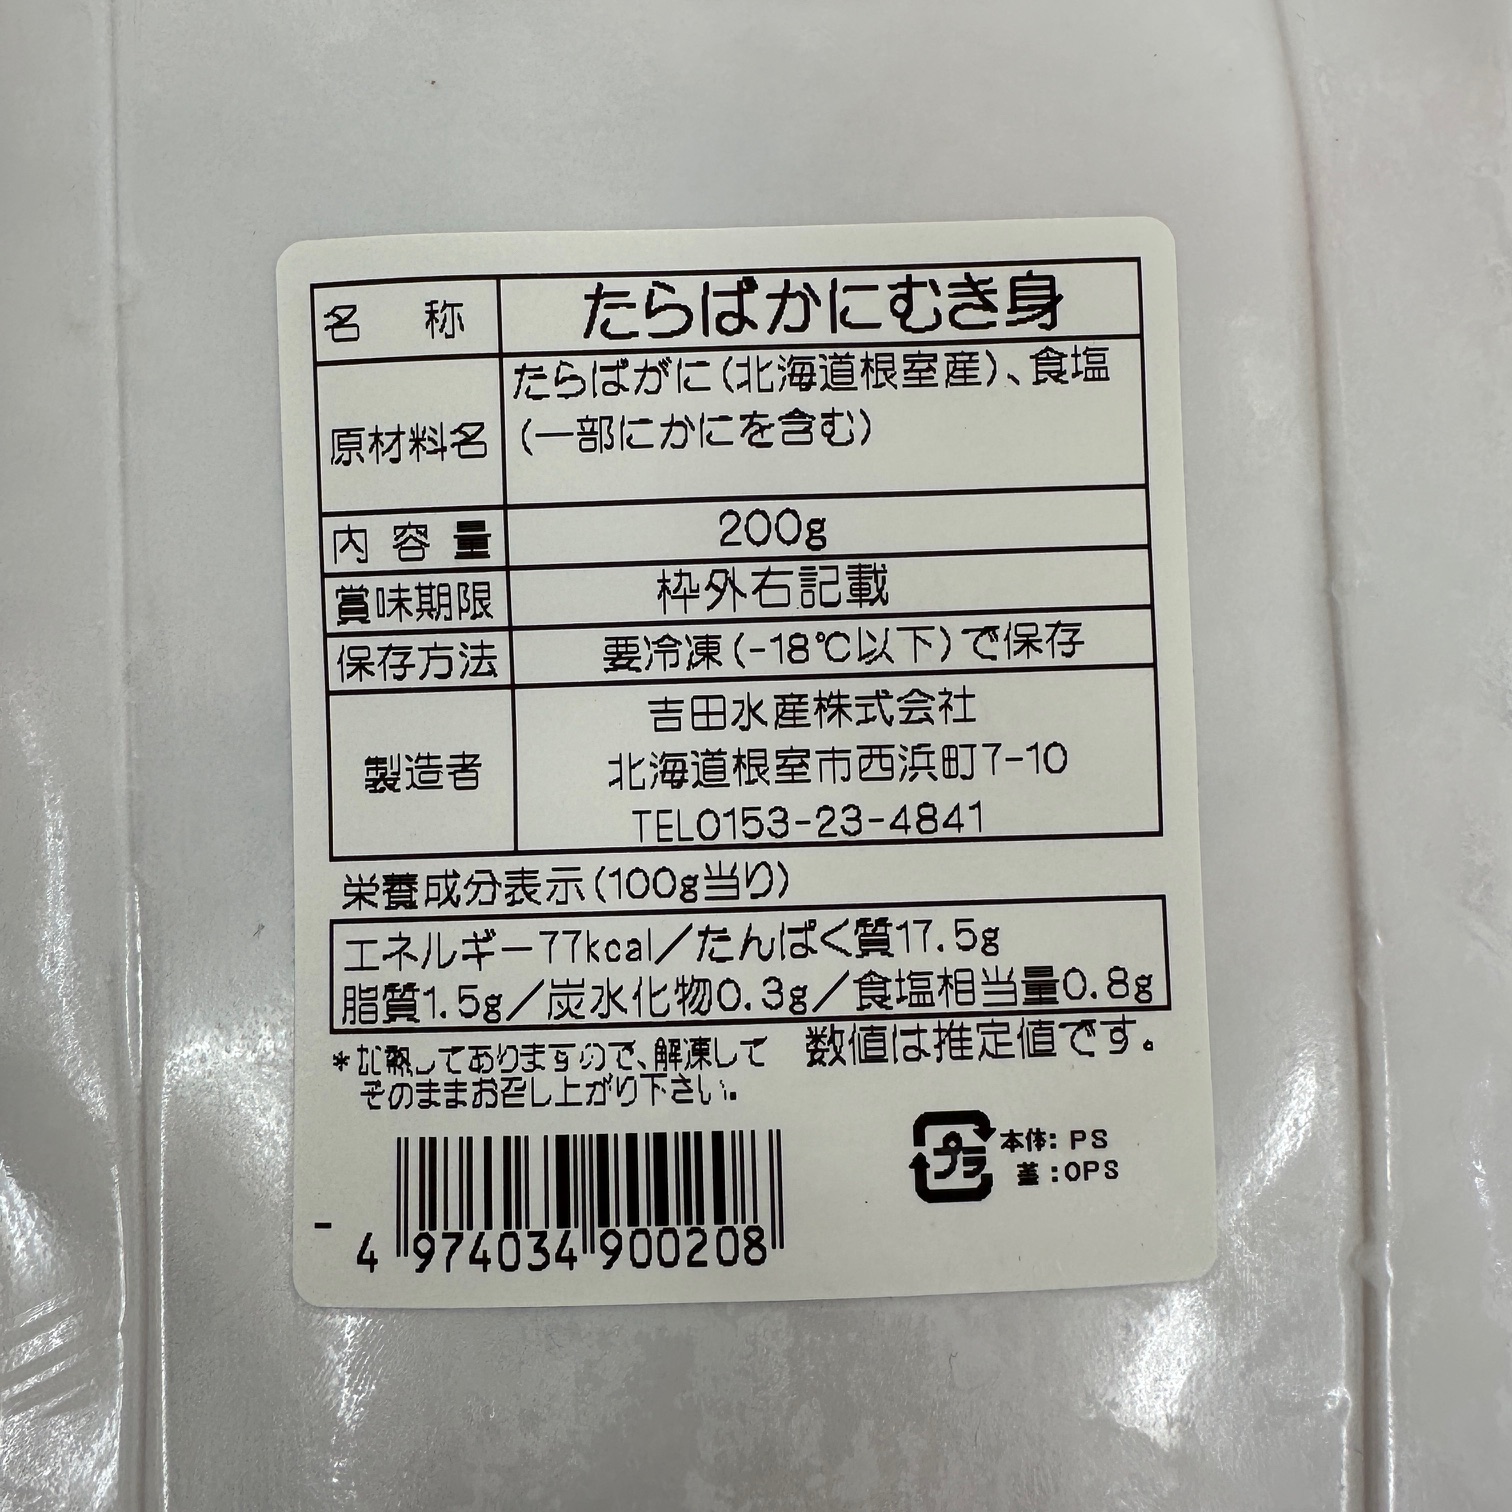 名 称 たらばかにむき身
原材料名 たらばがに(北海道根室産)、食塩
(一部にかにを含む)
内容量 200g
賞味期限 枠外右記載
保存方法 要冷凍(-18℃以下)で保存
製造者 吉田水産株式会社
北海道根室市西浜町7-10
TEL0153-23-4841
栄養成分表示(100g当り)
エネルギー77kcal/たんぱく質17.5g
脂質1.5g/炭水化物0.3g/食塩相当量0.8g
数値は推定値です。
*加熱してありますので、解凍して
そのままお召し上がり下さい。
プラ 本体: PS
蓋:OPS
4 974034 900208